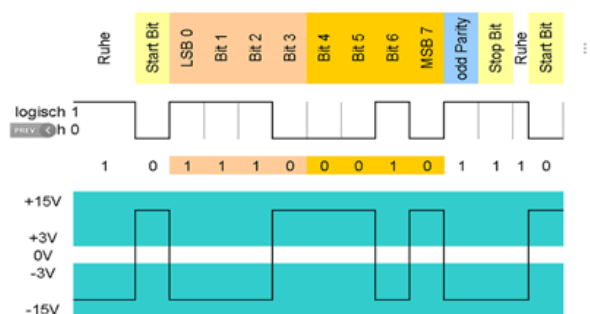 Ruhe Start Bit LSB 0 Bit 1 Bit 2 Bit 3 Bit 4 Bit 5 Bit 6 MSB 7 odd Parity Stop Bit Ruhe Start Bit ...
logisch 1
PREV h 0
1 0 1 1 1 0 0 0 1 0 1 1 1 0
+15V
+3V
0V
-3V
-15V